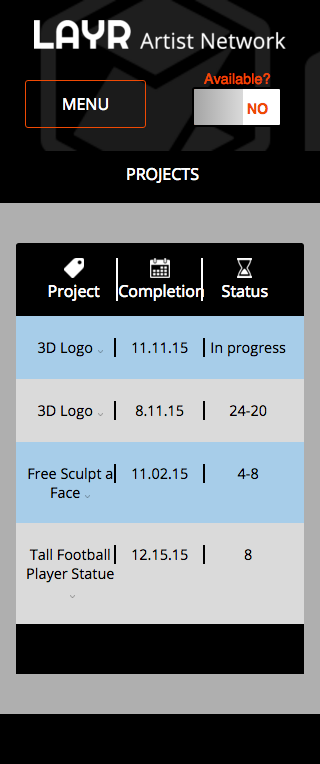 LAYR Artist Network
Available?
MENU
NO
PROJECTS
Project Completion Status
3D Logo 11.11.15 In progress
3D Logo 8.11.15 24-20
Free Sculpt a 11.02.15 4-8
Face
Tall Football 12.15.15 8
Player Statue